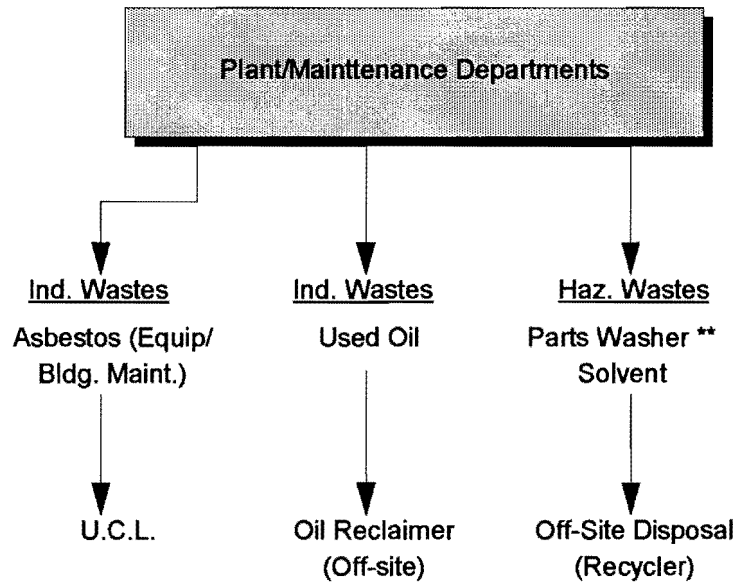 Plant/Mainttenance Departments
Ind. Wastes
Asbestos (Equip/
Bldg. Maint.)
U.C.L.
Ind. Wastes
Used Oil
Oil Reclaimer
(Off-site)
Haz. Wastes
Parts Washer **
Solvent
Off-Site Disposal
(Recycler)